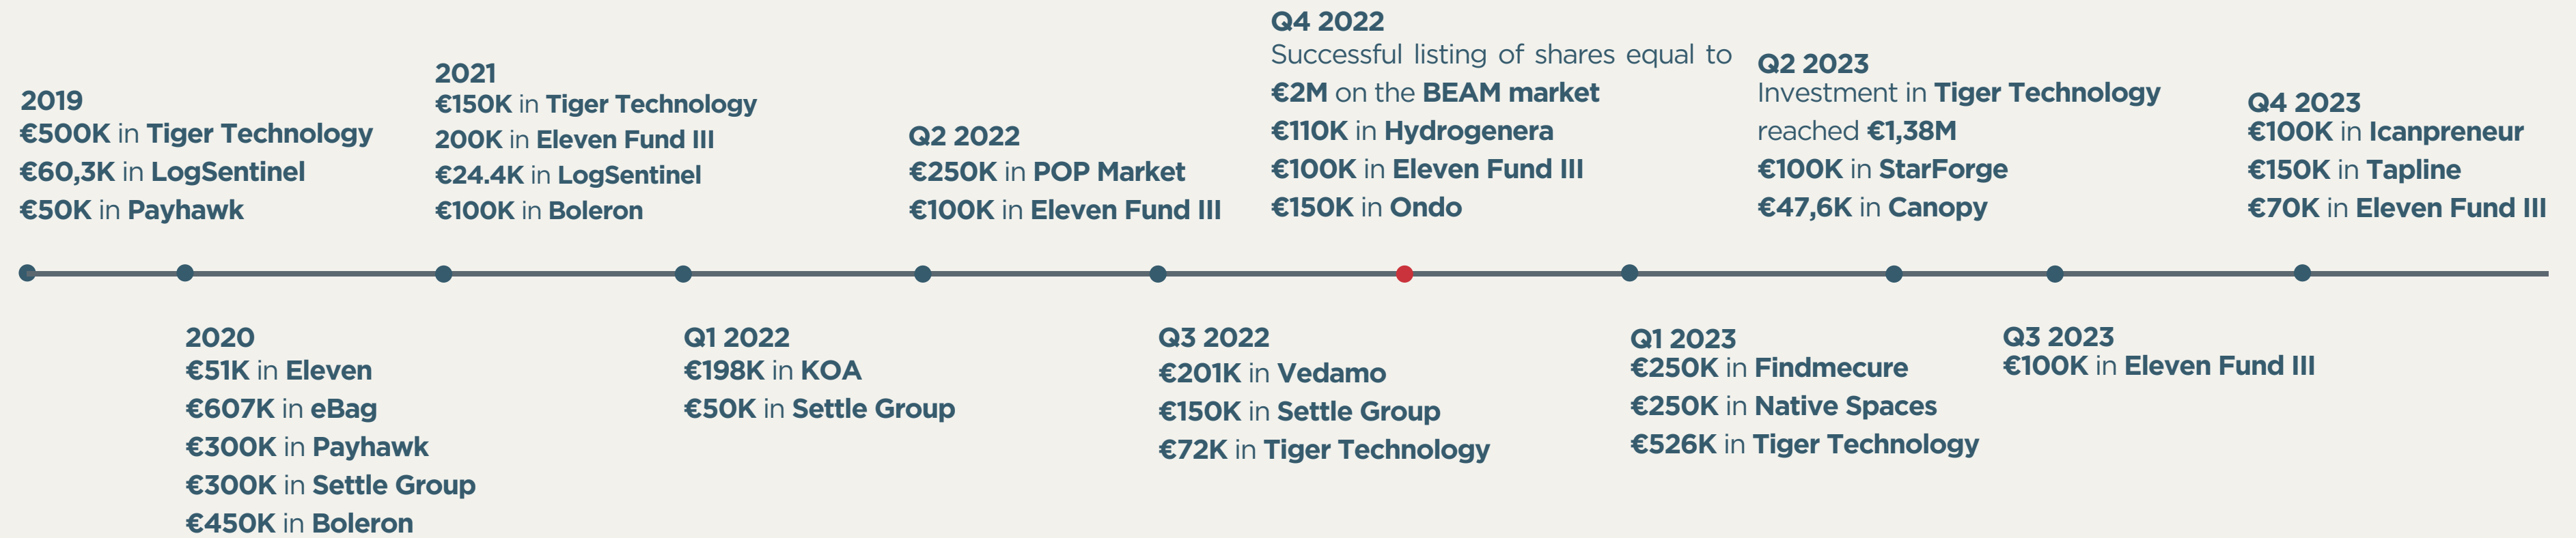 2019
€500K in Tiger Technology
€60,3K in LogSentinel
€50K in Payhawk
2020
€51K in Eleven
€607K in eBag
€300K in Payhawk
€300K in Settle Group
€450K in Boleron
2021
€150K in Tiger Technology
200K in Eleven Fund III
€24.4K in LogSentinel
€100K in Boleron
Q1 2022
€198K in KOA
€50K in Settle Group
Q2 2022
€250K in POP Market
€100K in Eleven Fund III
Q3 2022
€201K in Vedamo
€150K in Settle Group
€72K in Tiger Technology
Q4 2022
Successful listing of shares equal to
€2M on the BEAM market
€110K in Hydrogenera
€100K in Eleven Fund III
€150K in Ondo
Q1 2023
€250K in Findmecure
€250K in Native Spaces
€526K in Tiger Technology
Q2 2023
Investment in Tiger Technology
reached €1,38M
€100K in StarForge
€47,6K in Canopy
Q3 2023
€100K in Eleven Fund III
Q4 2023
€100K in Icanpreneur
€150K in Tapline
€70K in Eleven Fund III